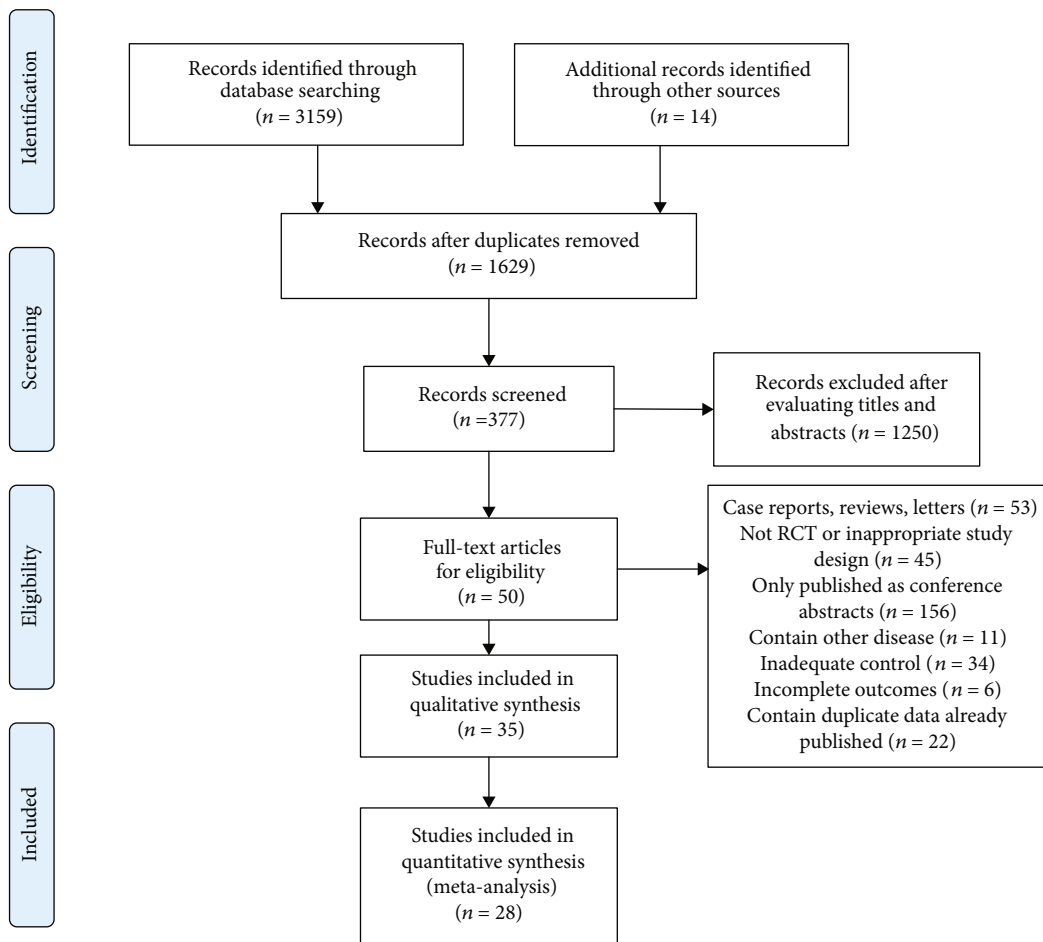 Identification
Records identified through
database searching
(n = 3159)
Additional records identified
through other sources
(n = 14)
Records after duplicates removed
(n = 1629)
Screening
Records screened
(n =377)
Records excluded after
evaluating titles and
abstracts (n = 1250)
Eligibility
Full-text articles
for eligibility
(n = 50)
Case reports, reviews, letters (n = 53)
Not RCT or inappropriate study
design (n = 45)
Only published as conference
abstracts (n = 156)
Contain other disease (n = 11)
Inadequate control (n = 34)
Incomplete outcomes (n = 6)
Contain duplicate data already
published (n = 22)
Studies included in
qualitative synthesis
(n = 35)
Included
Studies included in
quantitative synthesis
(meta-analysis)
(n = 28)